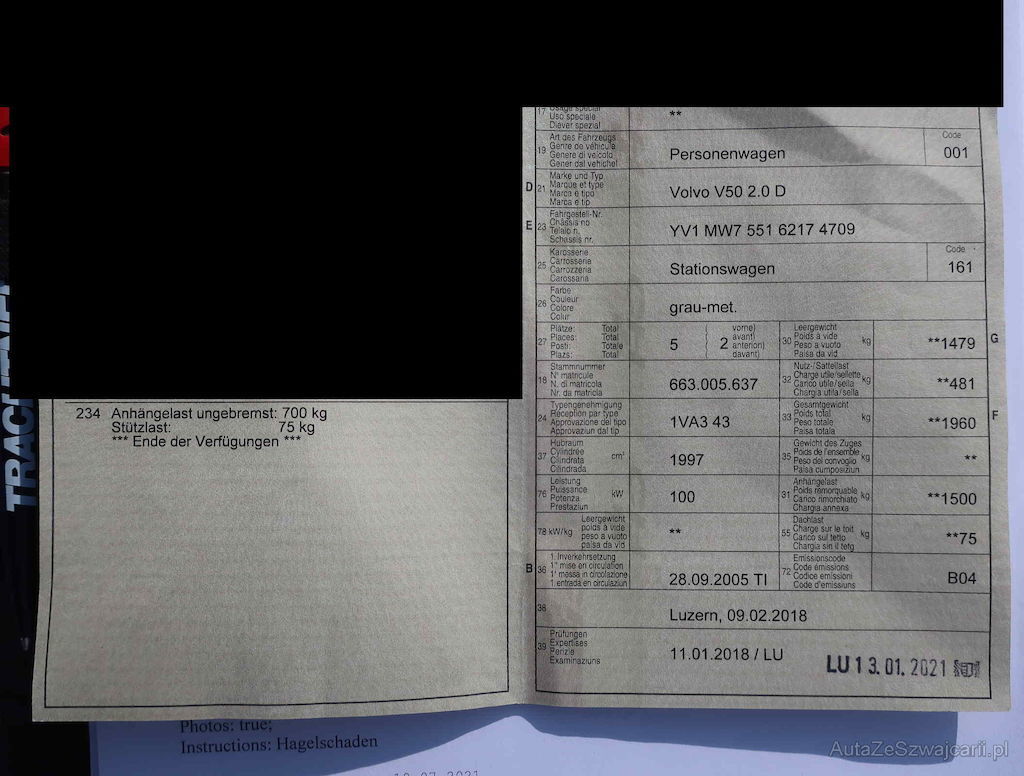 TRACHTNER
234 Anhängelast ungebremst: 700 kg
Stützlast: 75 kg
*** Ende der Verfügungen ***
17 Usage spécial
Uso speciale
Diever spezial
**
19 Art des Fahrzeugs
Genre de véhicule
Genere di veicolo
Gener dal vehichel
Personenwagen
Code
001
D 21 Marke und Typ
Marque et type
Marca e tipo
Marca e tip
Volvo V50 2.0 D
E 23 Fahrgestell-Nr.
Châssis no
Telaio n.
Schassis nr.
YV1 MW7 551 6217 4709
25 Karosserie
Carrosserie
Carrozzeria
Carossaria
Stationswagen
Code
161
26 Farbe
Couleur
Colore
Colur
grau-met.
27 Plätze: Total
Places: Total
Posti: Totale
Plazs: Total
5
2
vorne)
avant)
anterion)
davant)
30 Leergewicht
Poids à vide
Peso a vuoto
Paisa da vid
kg
**1479
G
18 Stammnummer
N° matricule
N. di matricola
Nr. da matricla
663.005.637
32 Nutz-/Sattellast
Charge utile/sellette
Carico utile/sella
Chargia utila/sella
kg
**481
24 Typengenehmigung
Réception par type
Approvazione del tipo
Approvaziun dal tip
1VA3 43
33 Gesamtgewicht
Poids total
Peso totale
Paisa totala
kg
**1960
F
37 Hubraum
Cylindrée
Cilindrata
Cilindrada
cm³
1997
35 Gewicht des Zuges
Poids de l'ensemble
Peso del convoglio
Paisa cumposiziun
kg
**
76 Leistung
Puissance
Potenza
Prestaziun
kW
100
31 Anhängelast
Poids remorquable
Carico rimorchiato
Chargia annexa
kg
**1500
78 kW/kg
Leergewicht
poids à vide
peso a vuoto
paisa da vid
**
55 Dachlast
Charge sur le toit
Carico sul tetto
Chargia sin il tetg
kg
**75
B 36 1. Inverkehrsetzung
1re mise en circulation
1a messa in circolazione
1. entrada en circulaziun
28.09.2005 TI
72 Emissionscode
Code émissions
Codice emissioni
Code d'emissiuns
B04
38
Luzern, 09.02.2018
39 Prüfungen
Expertises
Perizie
Examinaziuns
11.01.2018 / LU
LU 13.01.2021
Photos: true;
Instructions: Hagelschaden
AutaZeSzwajcarii.pl